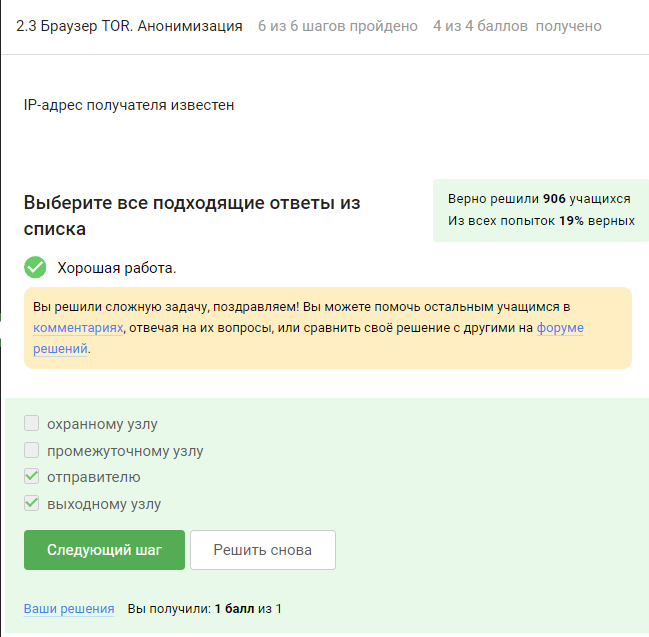 2.3 Браузер TOR. Анонимизация 6 из 6 шагов пройдено 4 из 4 баллов получено
IP-адрес получателя известен
Выберите все подходящие ответы из
списка
Верно решили 906 учащихся
Из всех попыток 19% верных
Хорошая работа.
Вы решили сложную задачу, поздравляем! Вы можете помочь остальным учащимся в
комментариях, отвечая на их вопросы, или сравнить своё решение с другими на форуме
решений.
охранному узлу
промежуточному узлу
отправителю
выходному узлу
Следующий шаг
Решить снова
Ваши решения Вы получили: 1 балл из 1